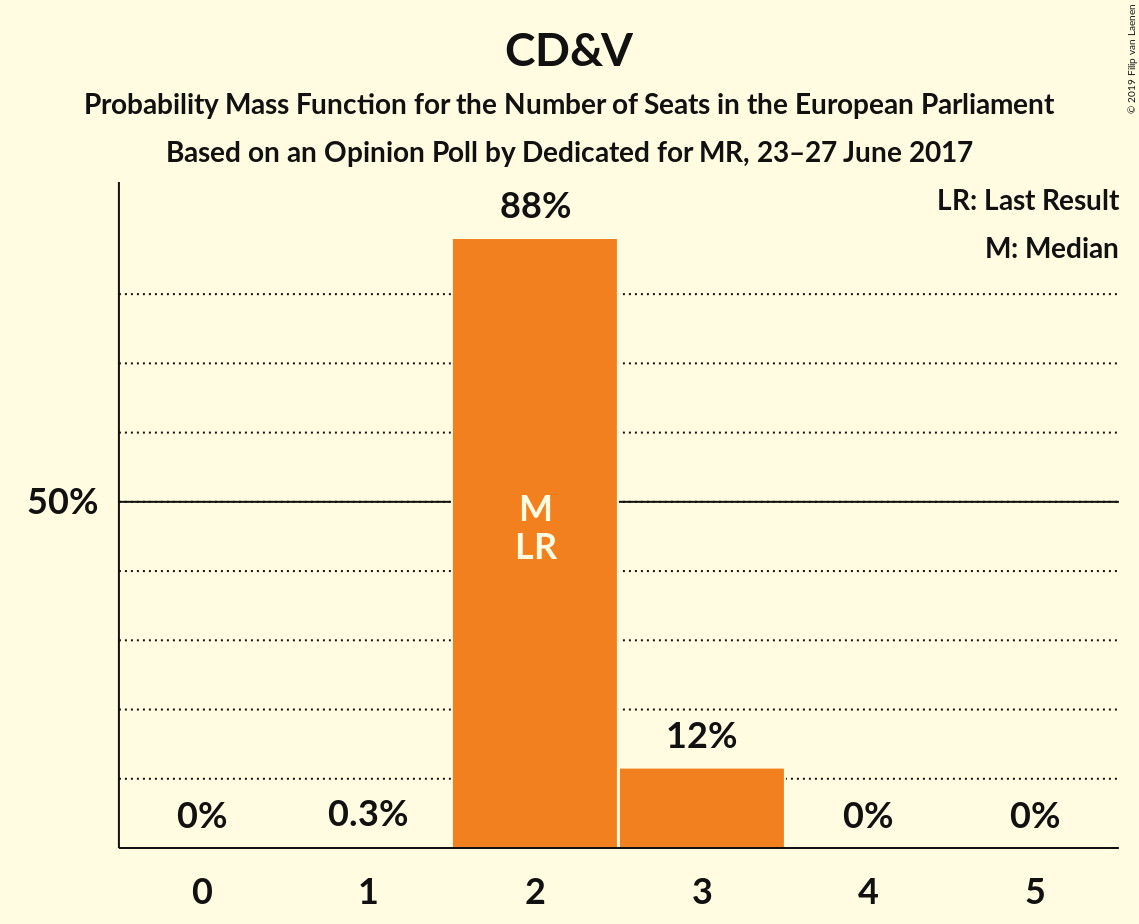 CD&V
Probability Mass Function for the Number of Seats in the European Parliament
Based on an Opinion Poll by Dedicated for MR, 23–27 June 2017
© 2019 Filip van Laenen
LR: Last Result
M: Median
88%
50%
M
LR
12%
0%
0.3%
0%
0%
0
1
2
3
4
5